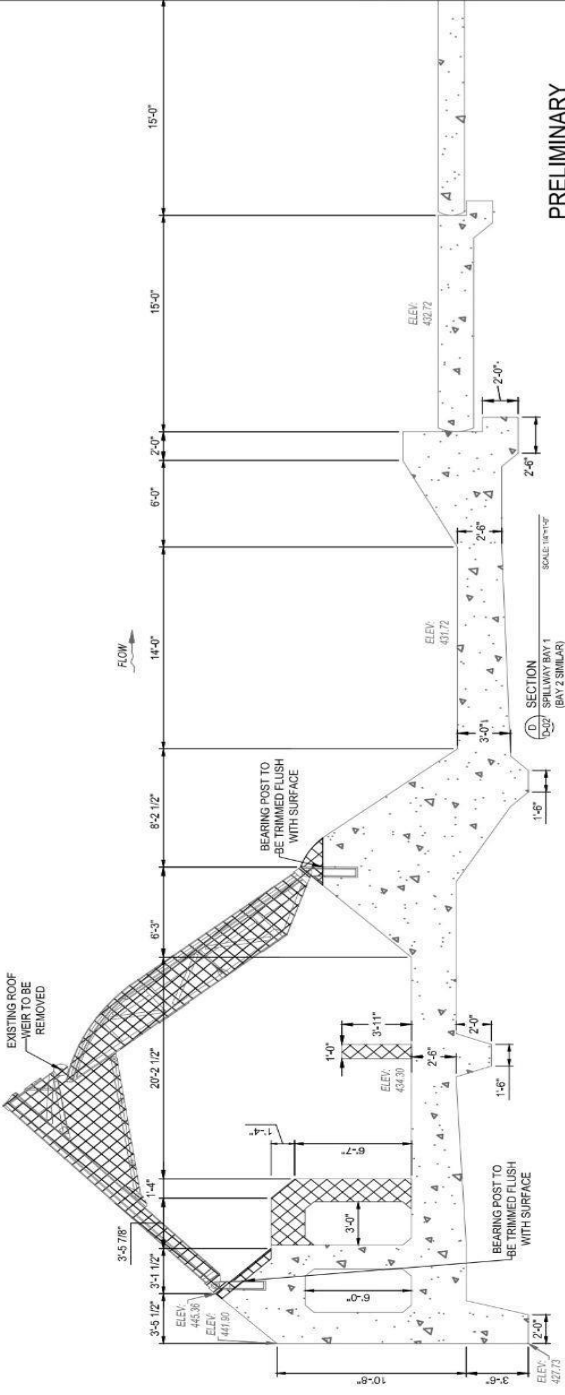 PRELIMINARY
15'-0"
15'-0"
2'-0"
6'-0"
14'-0"
8'-2 1/2"
6'-3"
20'-2 1/2"
1'-4"
3'-5 7/8"
3'-1 1/2"
3'-5 1/2"
FLOW
EXISTING ROOF
WEIR TO BE
REMOVED
BEARING POST TO
BE TRIMMED FLUSH
WITH SURFACE
ELEV:
445.36
ELEV:
441.90
1'-4"
6'-7"
3'-0"
6'-0"
1'-0"
3'-11"
ELEV:
434.30
2'-6"
2'-0"
1'-6"
BEARING POST TO
BE TRIMMED FLUSH
WITH SURFACE
10'-8"
3'-6"
2'-0"
ELEV:
427.73
3'-0"
1'-6"
ELEV:
431.72
2'-6"
2'-6"
2'-0"
ELEV:
432.72
D SECTION
D-02 SPILLWAY BAY 1
(BAY 2 SIMILAR)
SCALE: 1/4"=1'-0"